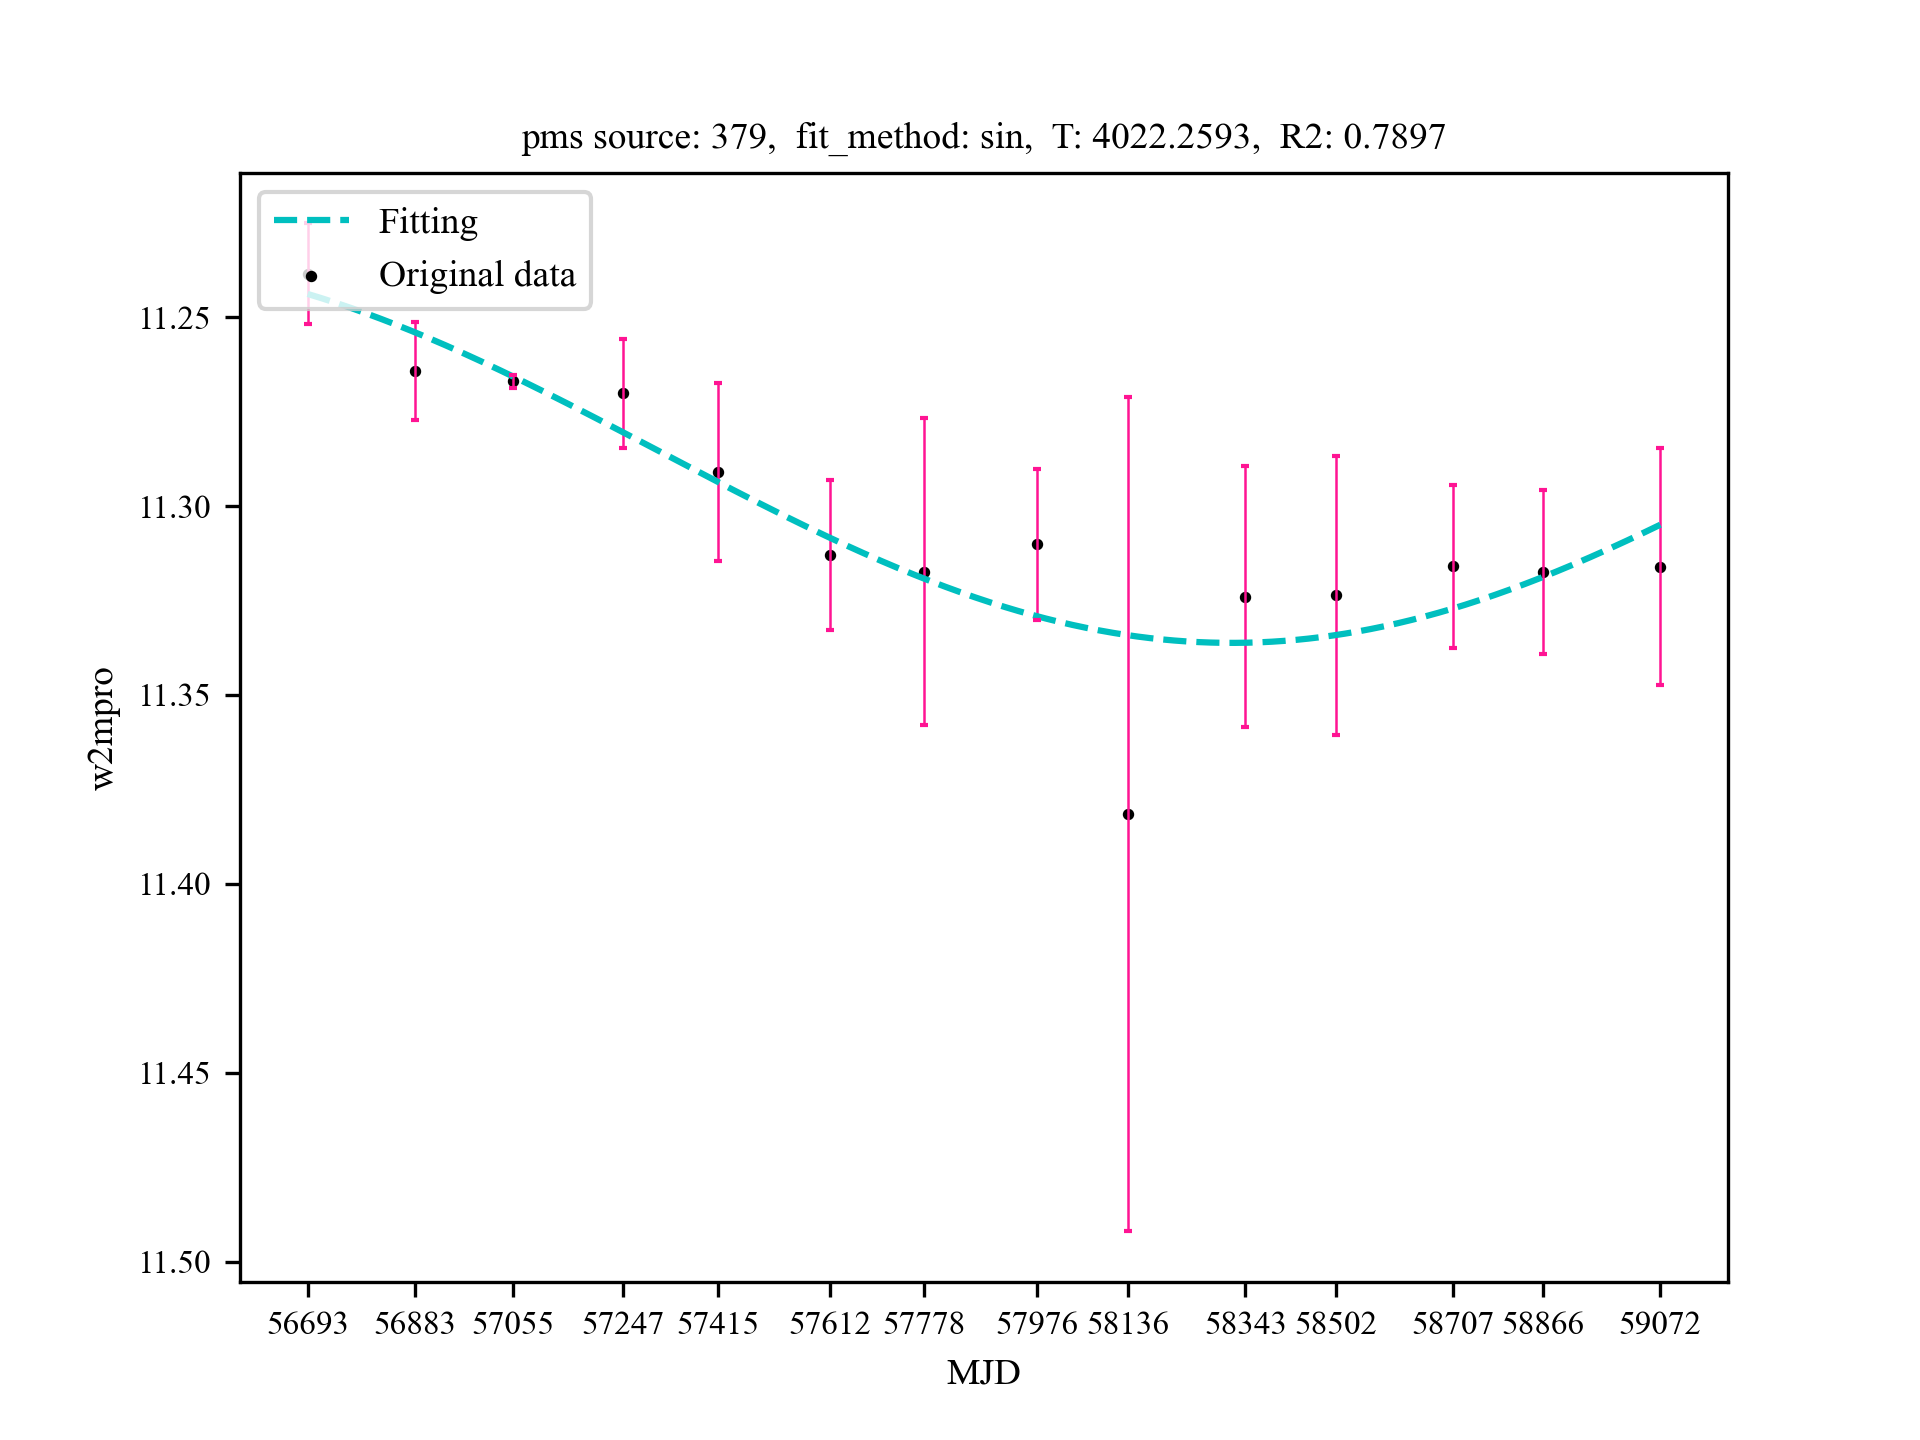 pms source: 379,  fit_method: sin,  T: 4022.2593,  R2: 0.7897
Fitting
Original data
11.25
11.30
11.35
11.40
11.45
11.50
w2mpro
56693 56883 57055 57247 57415 57612 57778 57976 58136 58343 58502 58707 58866 59072
MJD